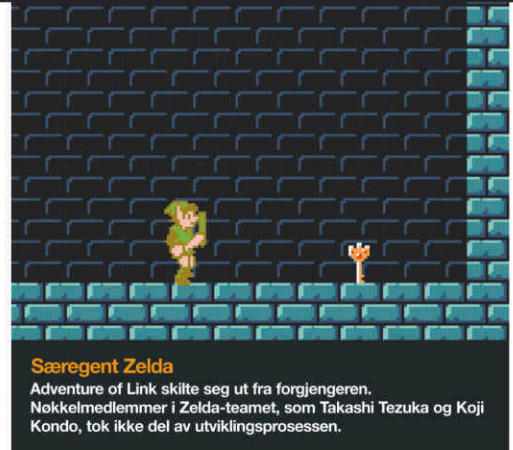 Særegent Zelda
Adventure of Link skilte seg ut fra forgjengeren.
Nøkkelmedlemmer i Zelda-teamet, som Takashi Tezuka og Koji
Kondo, tok ikke del av utviklingsprosessen.